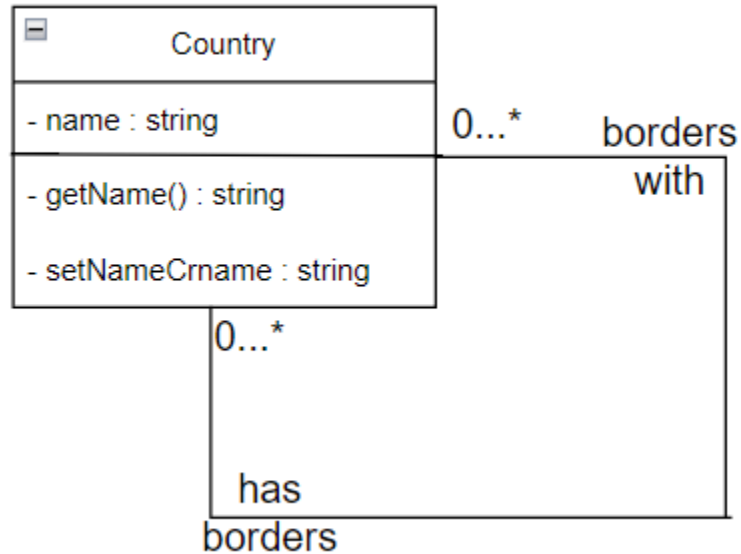 Country
- name : string
0...*
borders
with
- getName() : string
- setNameCrname : string
0...*
has
borders